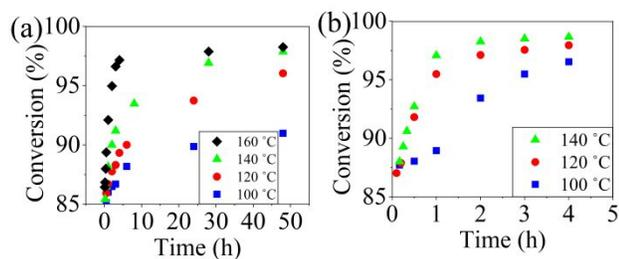 (a)
Conversion (%)
100
95
90
85
160 °C
140 °C
120 °C
100 °C
0 10 20 30 40 50 60
Time (h)
(b)
Conversion (%)
100
95
90
85
140 °C
120 °C
100 °C
0 1 2 3 4 5
Time (h)